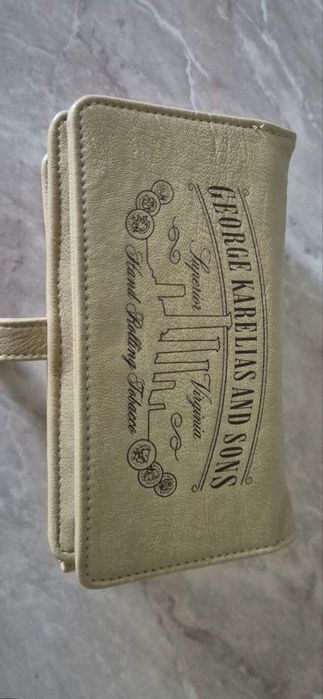 GEORGE KARELIAS AND SONS
Superior Virginia
Hand Rolling Tobacco